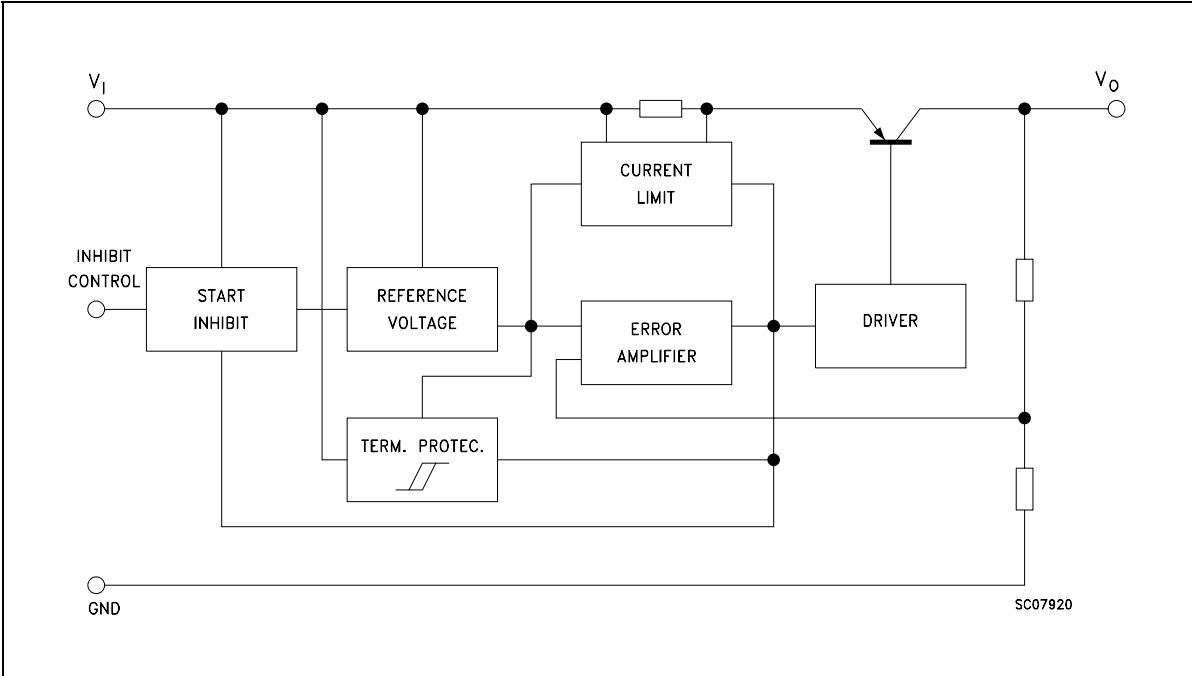 V_I
V_O
CURRENT
LIMIT
INHIBIT
CONTROL
START
INHIBIT
REFERENCE
VOLTAGE
ERROR
AMPLIFIER
DRIVER
TERM. PROTEC.
GND
SC07920